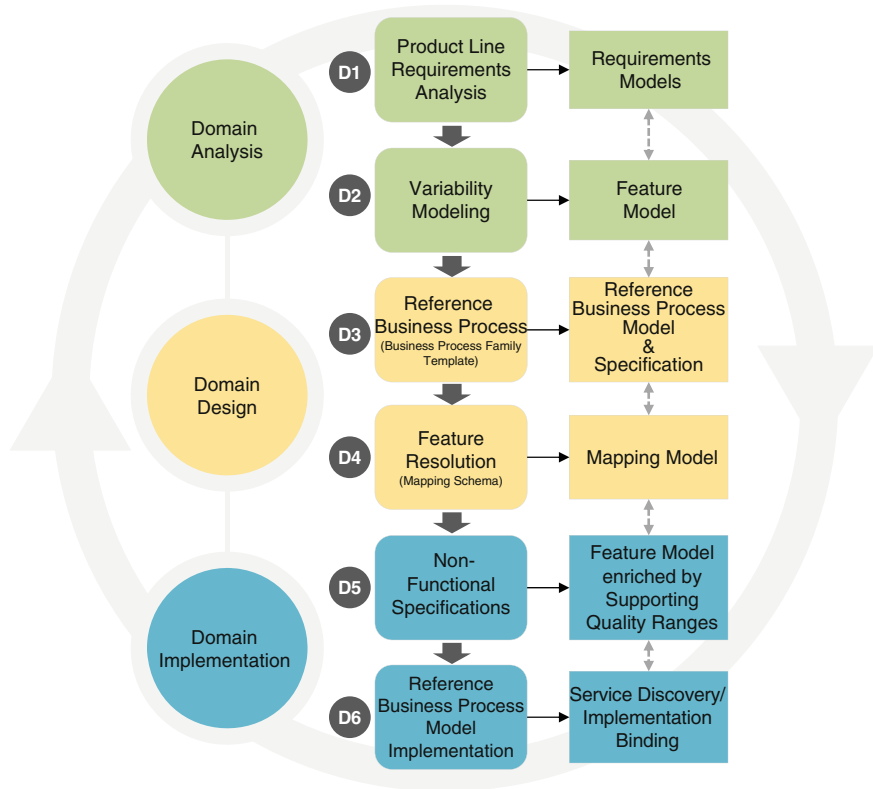 Domain
Analysis
D1
Product Line
Requirements
Analysis
Requirements
Models
D2
Variability
Modeling
Feature
Model
Domain
Design
D3
Reference
Business Process
(Business Process Family
Template)
Reference
Business Process
Model
&
Specification
D4
Feature
Resolution
(Mapping Schema)
Mapping Model
Domain
Implementation
D5
Non-
Functional
Specifications
Feature Model
enriched by
Supporting
Quality Ranges
D6
Reference
Business Process
Model
Implementation
Service Discovery/
Implementation
Binding